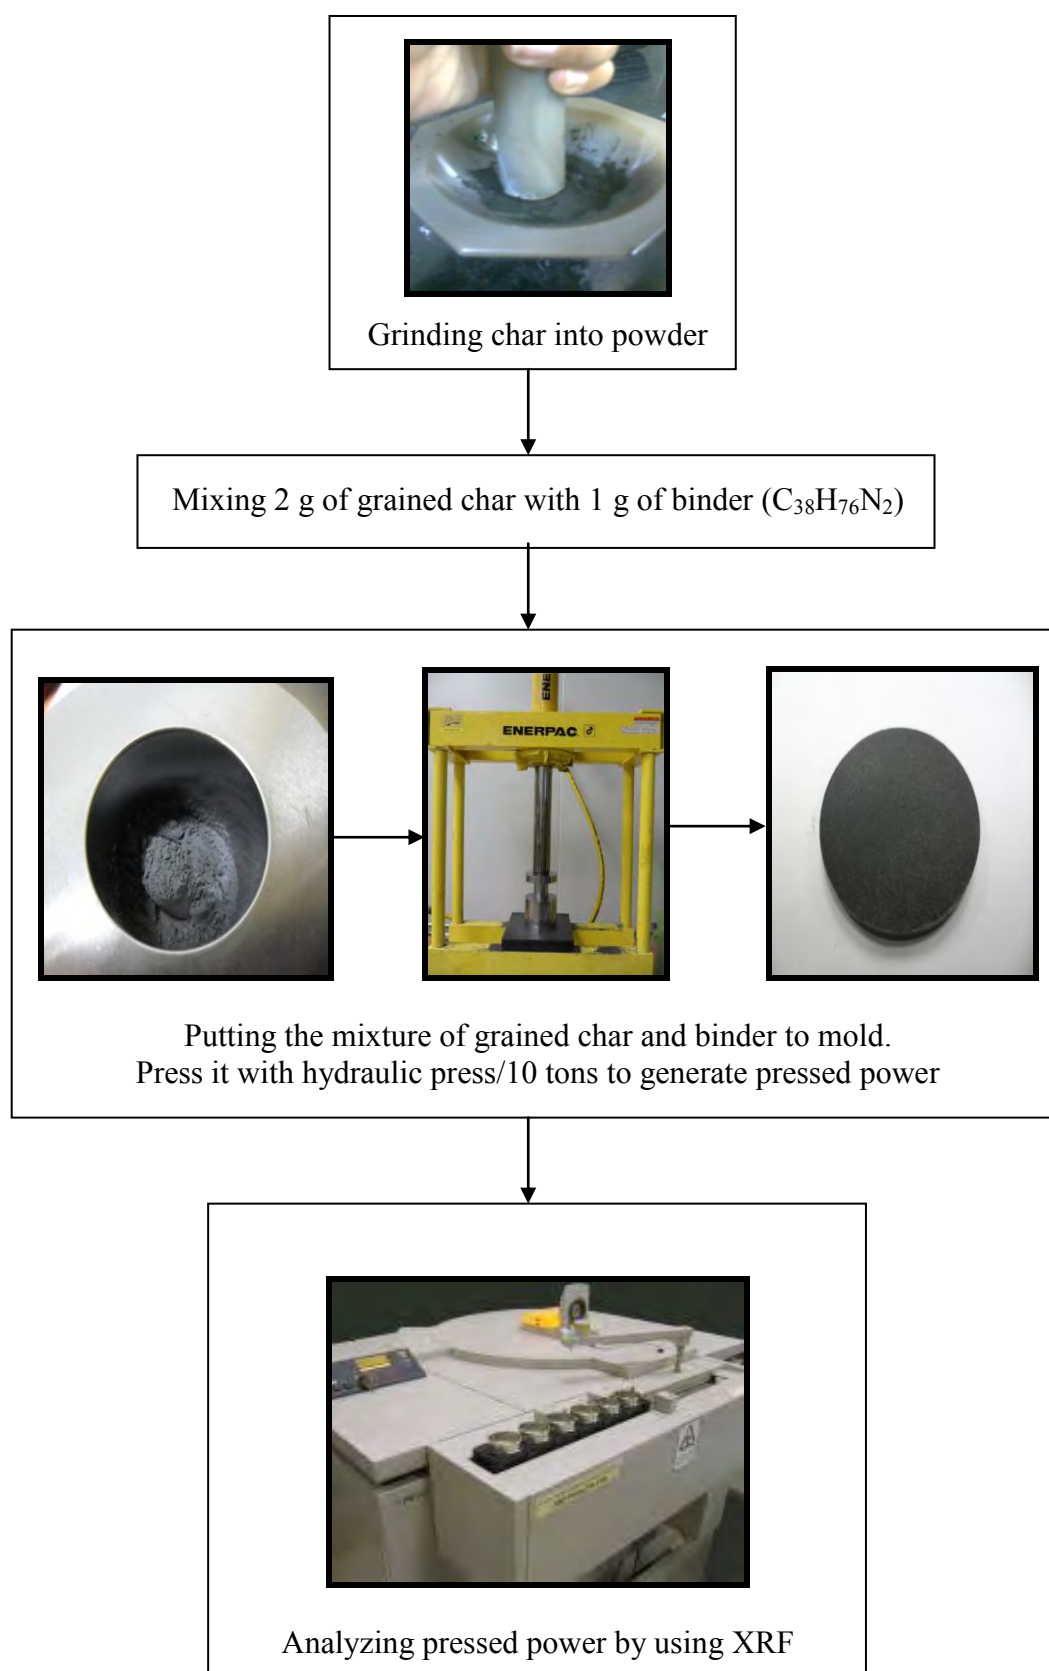 Grinding char into powder
Mixing 2 g of grained char with 1 g of binder (C₃₈H₇₆N₂)
ENE
ENERPAC
Putting the mixture of grained char and binder to mold.
Press it with hydraulic press/10 tons to generate pressed power
Analyzing pressed power by using XRF